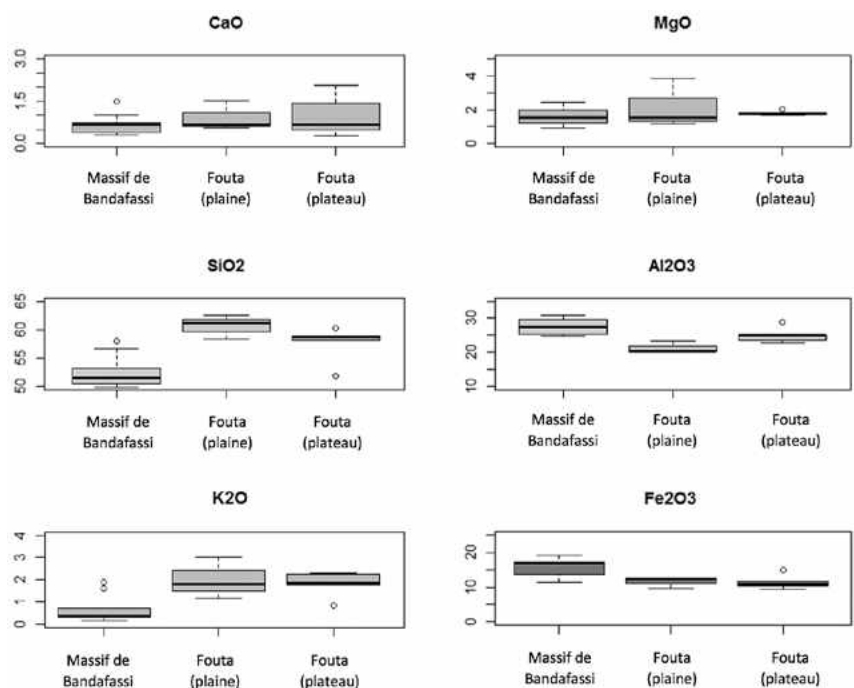 CaO
3.0
1.5
0.0
Massif de
Bandafassi
Fouta
(plaine)
Fouta
(plateau)
MgO
4
2
0
Massif de
Bandafassi
Fouta
(plaine)
Fouta
(plateau)
SiO2
65
60
55
50
Massif de
Bandafassi
Fouta
(plaine)
Fouta
(plateau)
Al2O3
30
20
10
Massif de
Bandafassi
Fouta
(plaine)
Fouta
(plateau)
K2O
4
3
2
1
0
Massif de
Bandafassi
Fouta
(plaine)
Fouta
(plateau)
Fe2O3
20
10
0
Massif de
Bandafassi
Fouta
(plaine)
Fouta
(plateau)